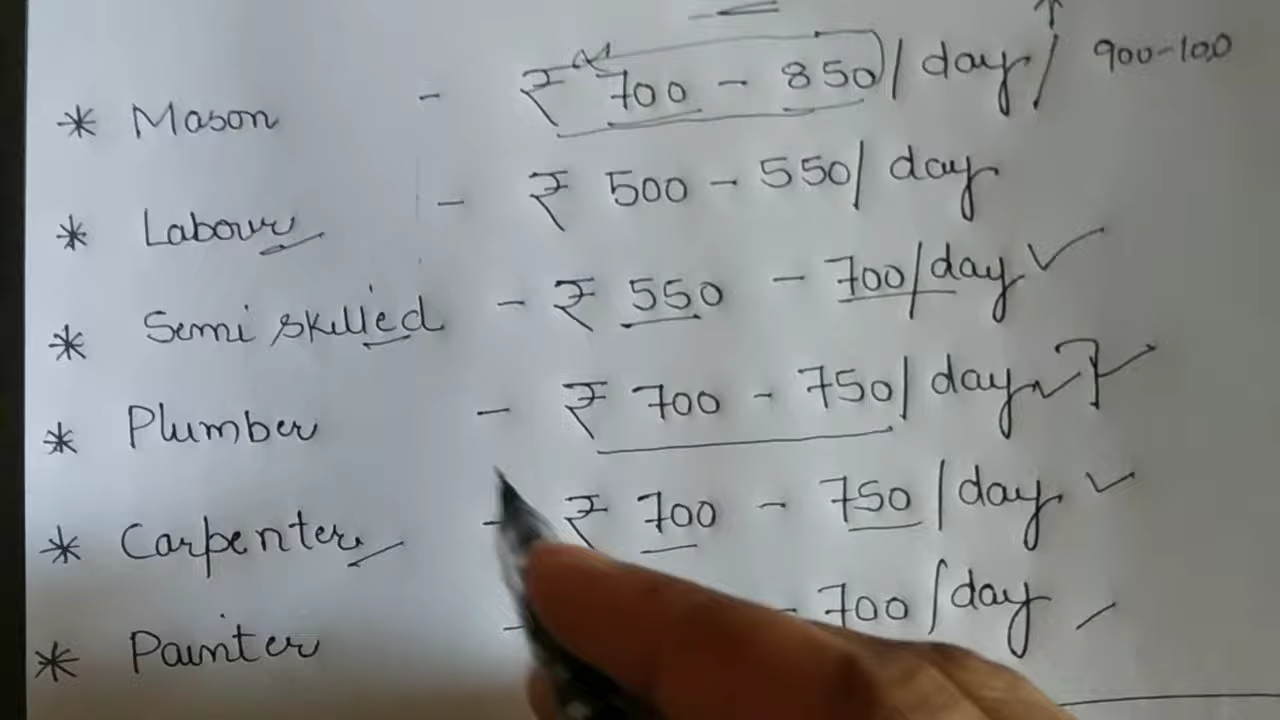 * Mason - ₹ 700 - 850/day/ 900-100
* Labour - ₹ 500 - 550/day
* Semi skilled - ₹ 550 - 700/day ✓
* Plumber - ₹ 700 - 750/day ✓
* Carpenter - ₹ 700 - 750/day ✓
* Painter - - 700/day